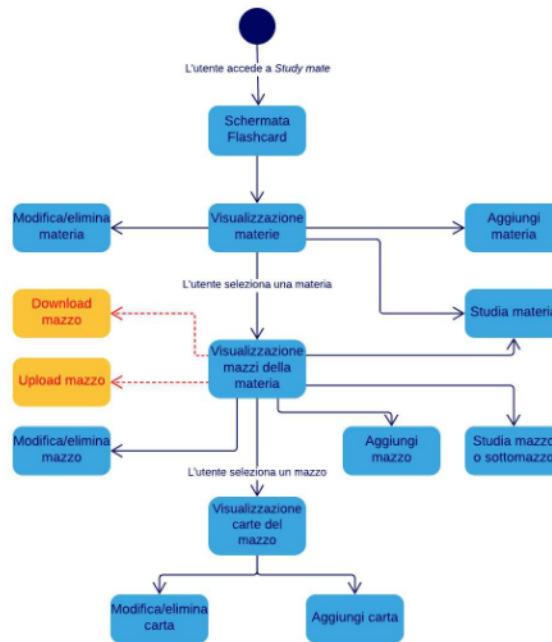 L'utente accede a Study mate
Schermata
Flashcard
Modifica/elimina
materia
Visualizzazione
materie
Aggiungi
materia
L'utente seleziona una materia
Download
mazzo
Studia materia
Visualizzazione
mazzi della
materia
Upload mazzo
Modifica/elimina
mazzo
Aggiungi
mazzo
Studia mazzo
o sottomazzo
L'utente seleziona un mazzo
Visualizzazione
carte del
mazzo
Modifica/elimina
carta
Aggiungi carta